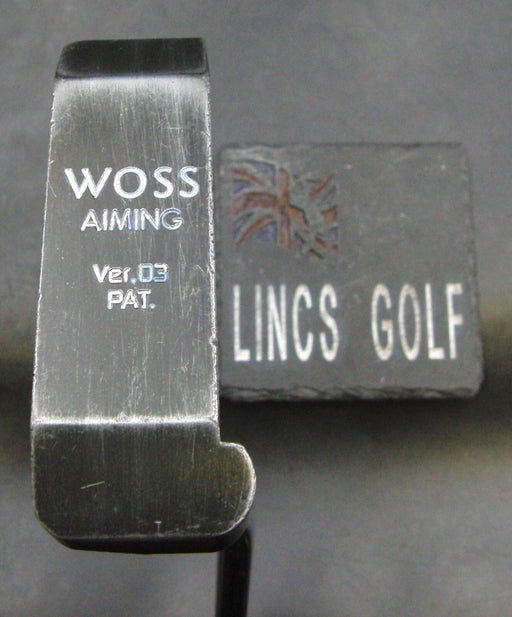 WOSS
AIMING
Ver.03
PAT.
LINCS GOLF